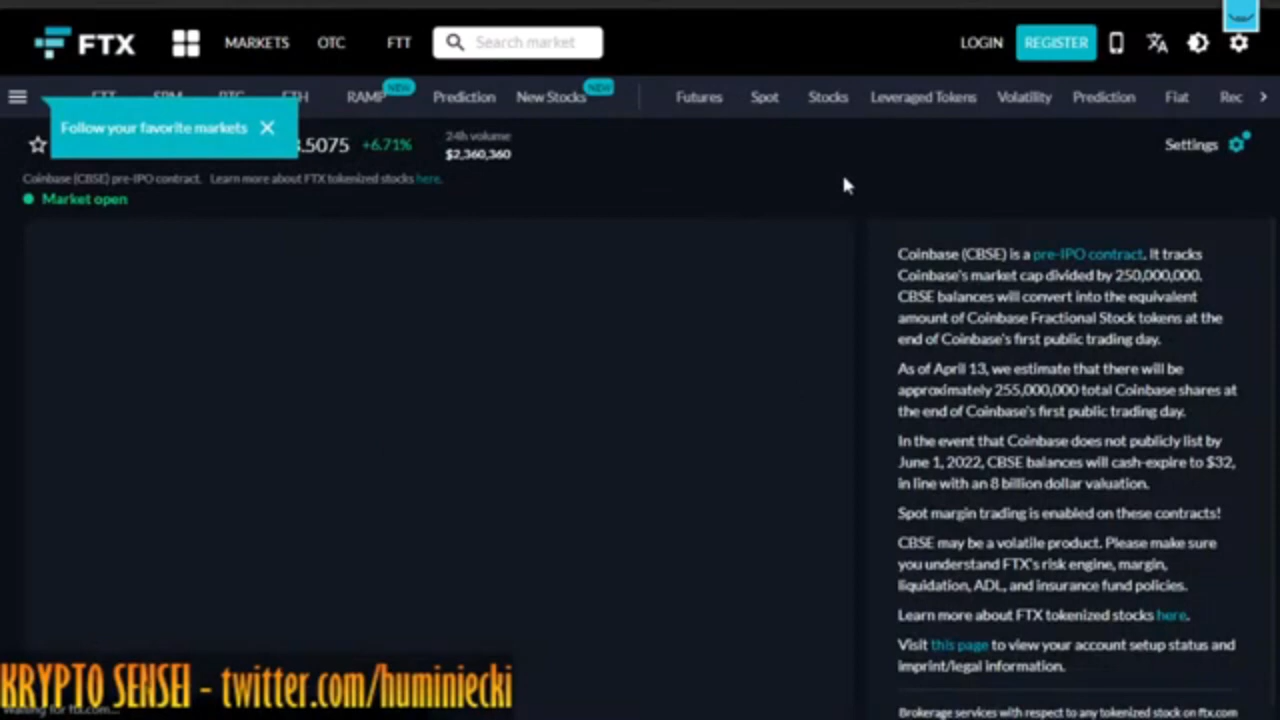 FTX
MARKETS
OTC
FTT
Search market
LOGIN
REGISTER
RAMP NEW
Prediction
New Stocks NEW
Futures
Spot
Stocks
Leveraged Tokens
Volatility
Prediction
Fiat
Rec
Follow your favorite markets
.5075
+6.71%
24h volume
$2,360,360
Settings
Coinbase (CBSE) pre-IPO contract. Learn more about FTX tokenized stocks here.
Market open
Coinbase (CBSE) is a pre-IPO contract. It tracks
Coinbase's market cap divided by 250,000,000.
CBSE balances will convert into the equivalent
amount of Coinbase Fractional Stock tokens at the
end of Coinbase's first public trading day.
As of April 13, we estimate that there will be
approximately 255,000,000 total Coinbase shares at
the end of Coinbase's first public trading day.
In the event that Coinbase does not publicly list by
June 1, 2022, CBSE balances will cash-expire to $32,
in line with an 8 billion dollar valuation.
Spot margin trading is enabled on these contracts!
CBSE may be a volatile product. Please make sure
you understand FTX's risk engine, margin,
liquidation, ADL, and insurance fund policies.
Learn more about FTX tokenized stocks here.
Visit this page to view your account setup status and
imprint/legal information.
Brokerage services with respect to any tokenized stock on ftx.com
KRYPTO SENSEI - twitter.com/huminiecki
Waiting for ftx.com...